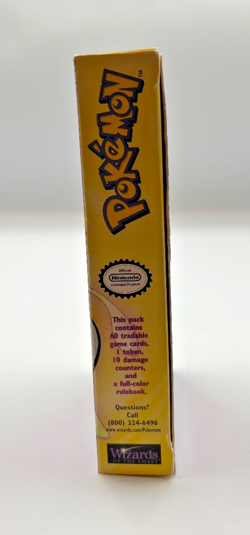 POKéMON™
Official
Nintendo
Licensed Product
This pack
contains
60 tradable
game cards,
1 token,
10 damage
counters,
and
a full-color
rulebook.
Questions?
Call
(800) 324-6496
www.wizards.com/Pokemon
Wizards
OF THE COAST